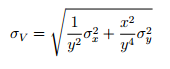 σ_V = √(1/y² σ_x² + x²/y⁴ σ_y²)